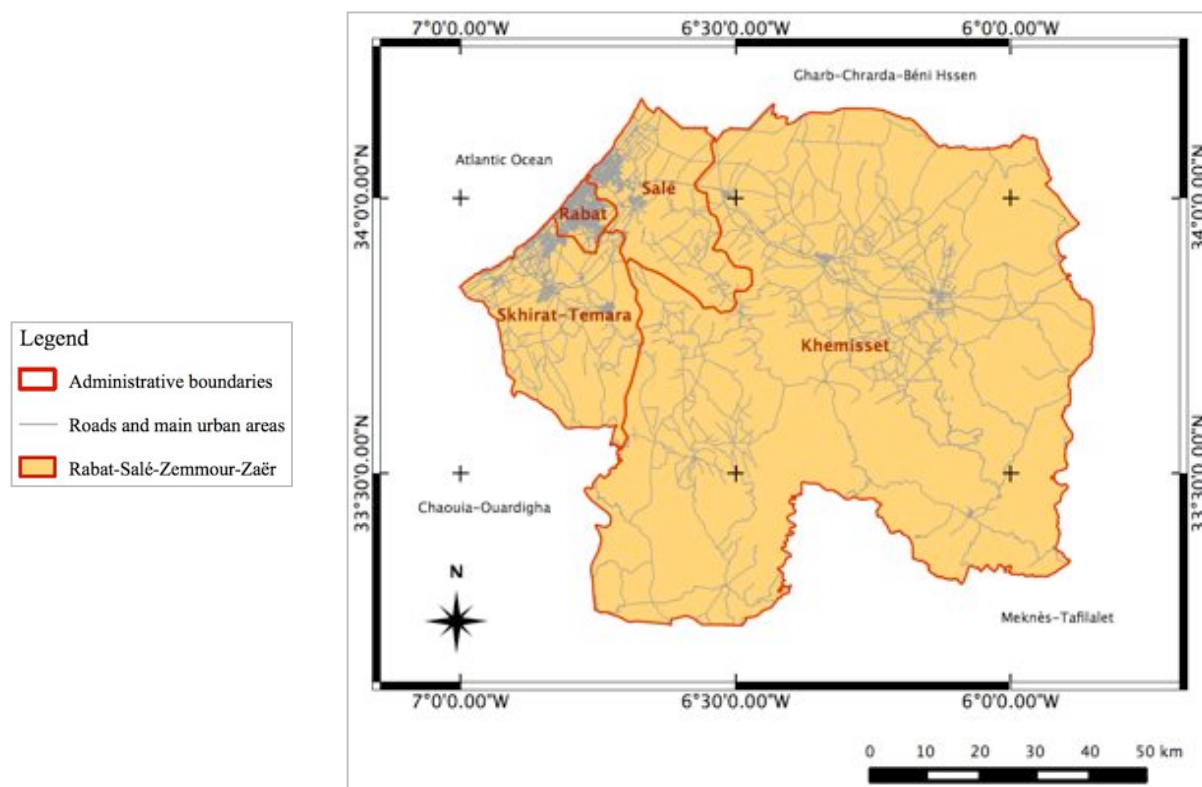 7°0'0.00"W 6°30'0.00"W 6°0'0.00"W
Gharb-Chrarda-Béni Hssen
Atlantic Ocean
34°0'0.00"N
34°0'0.00"N
Salé
Rabat
Skhirat-Temara
Khemisset
Legend
Administrative boundaries
Roads and main urban areas
Rabat-Salé-Zemmour-Zaër
33°30'0.00"N
33°30'0.00"N
Chaouia-Ouardigha
N
Meknès-Tafilalet
7°0'0.00"W 6°30'0.00"W 6°0'0.00"W
0 10 20 30 40 50 km